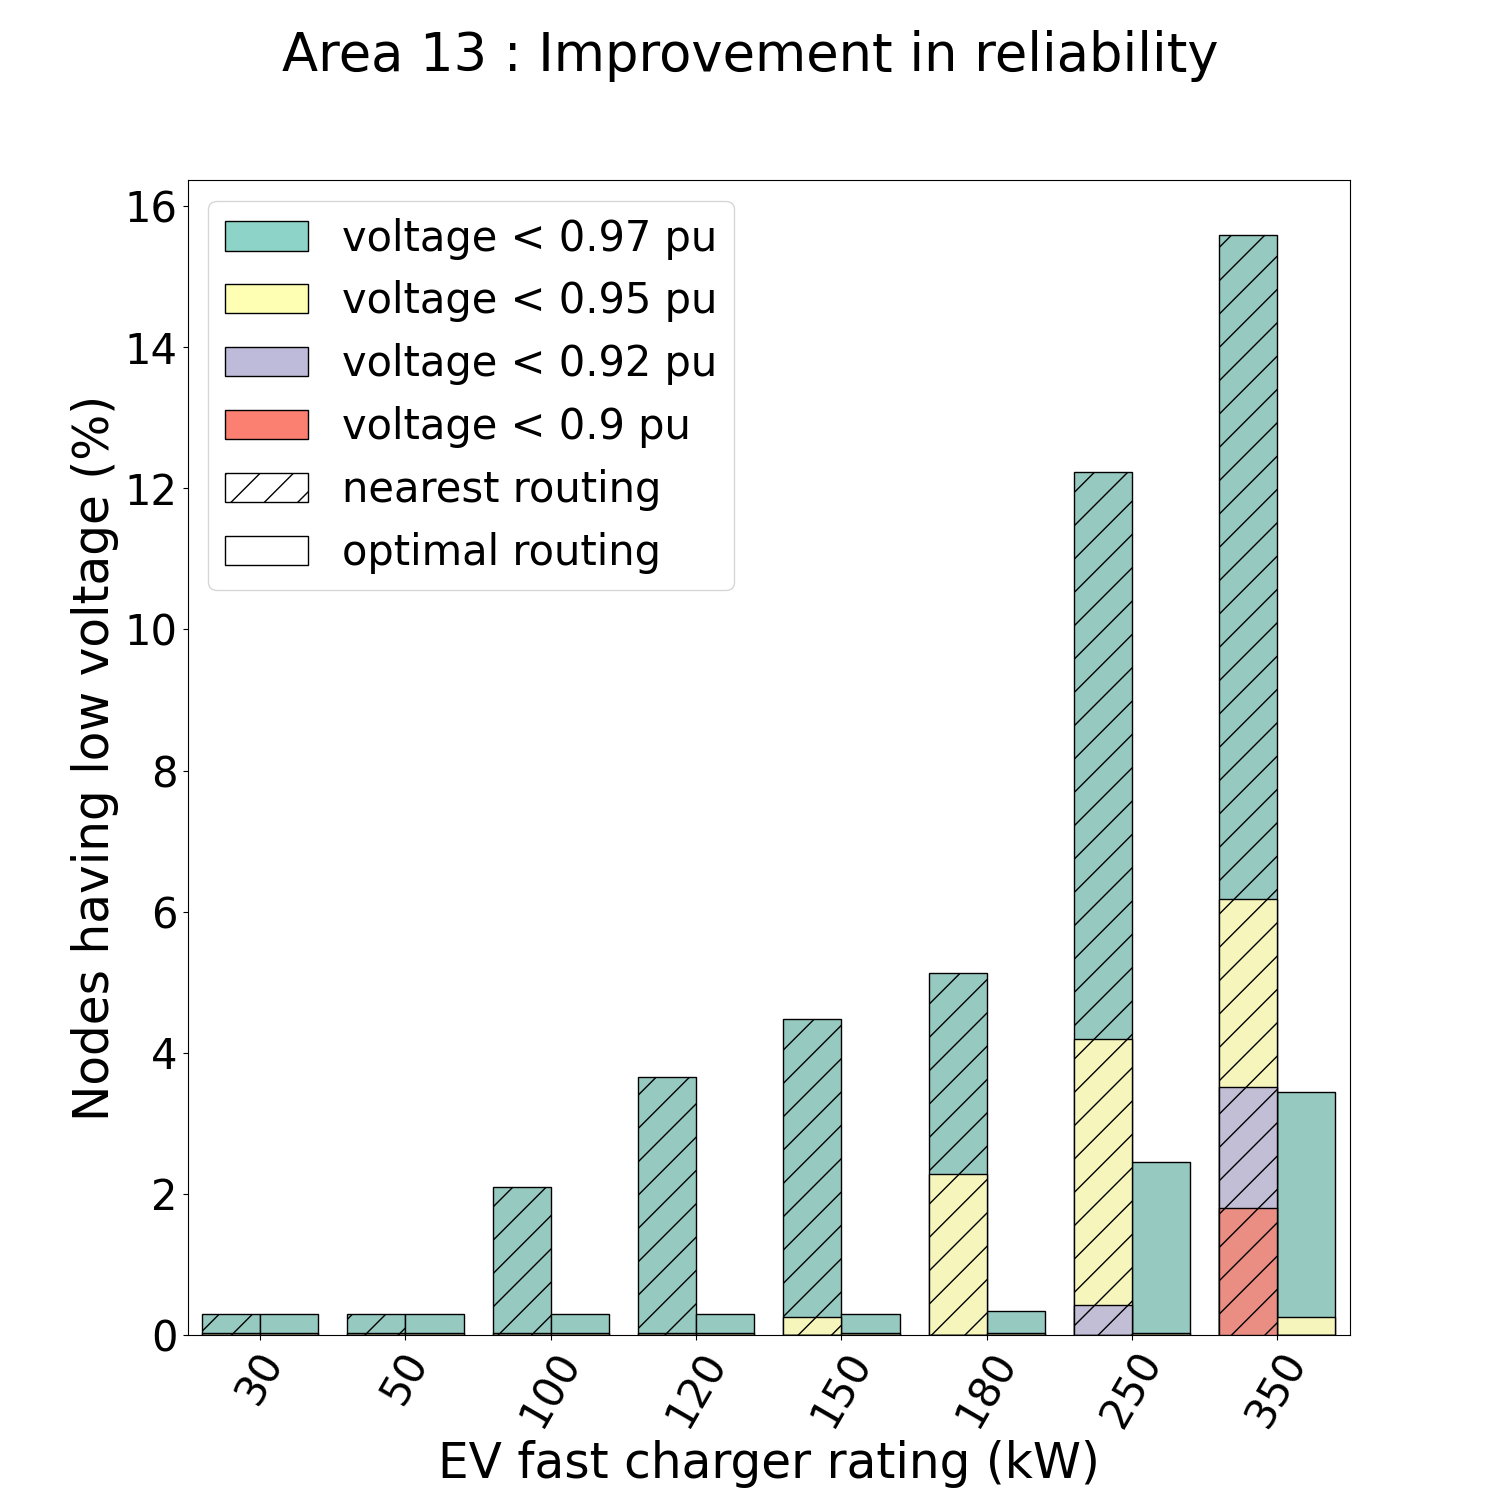 Area 13 : Improvement in reliability
16
14
12
10
8
6
4
2
0
Nodes having low voltage (%)
voltage < 0.97 pu
voltage < 0.95 pu
voltage < 0.92 pu
voltage < 0.9 pu
nearest routing
optimal routing
30 50 100 120 150 180 250 350
EV fast charger rating (kW)